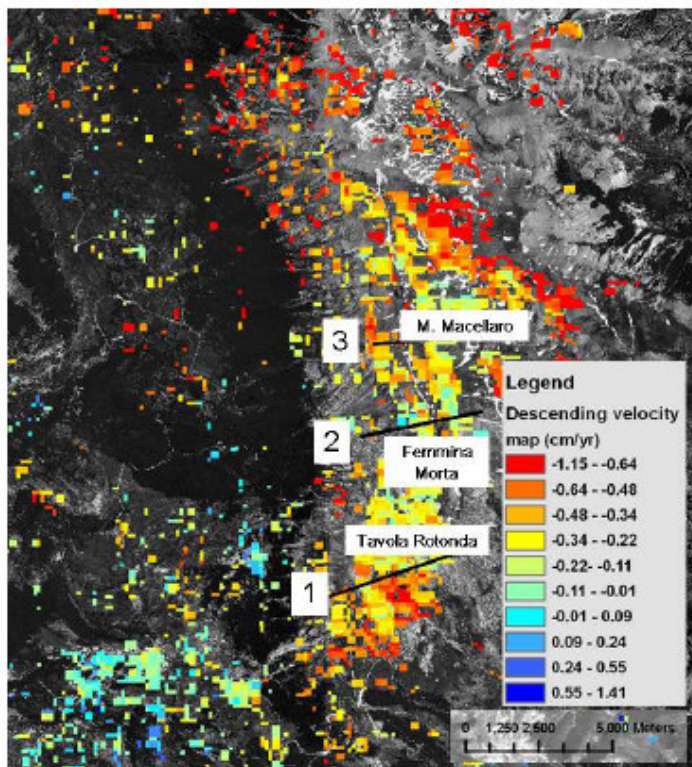 M. Macellaro
3
2
Femmina
Morta
Tavola Rotonda
1
Legend
Descending velocity
map (cm/yr)
-1.15 - -0.64
-0.64 - -0.48
-0.48 - -0.34
-0.34 - -0.22
-0.22- -0.11
-0.11 - -0.01
-0.01 - 0.09
0.09 - 0.24
0.24 - 0.55
0.55 - 1.41
0 1,250 2,500 5,000 Meters